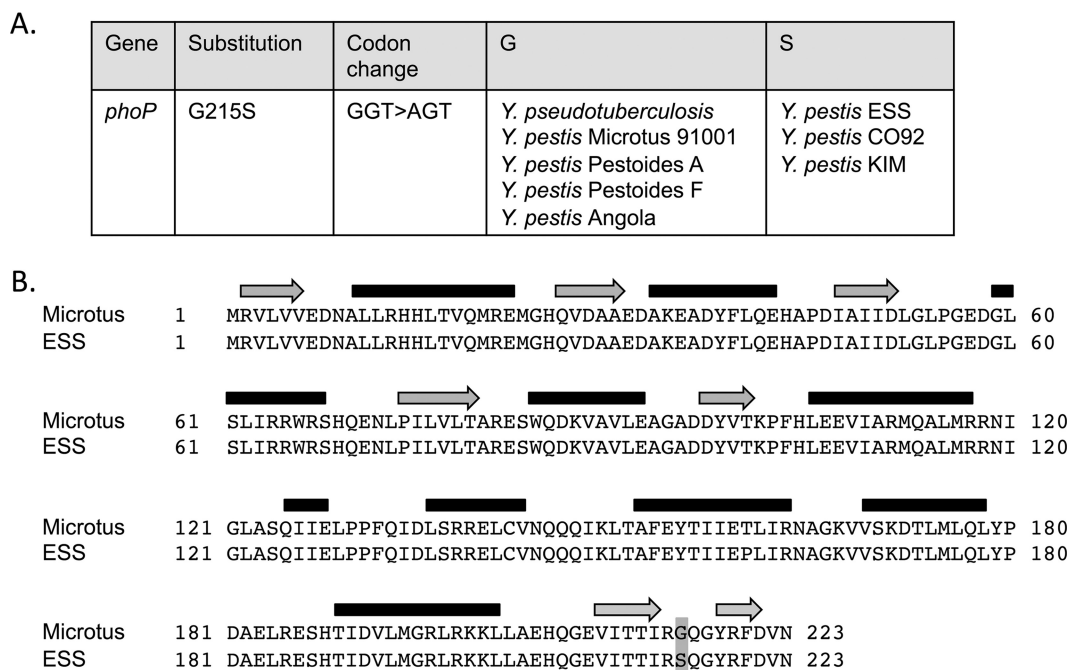 A.
Gene Substitution Codon change G S
phoP G215S GGT>AGT Y. pseudotuberculosis Y. pestis ESS
Y. pestis Microtus 91001 Y. pestis CO92
Y. pestis Pestoides A Y. pestis KIM
Y. pestis Pestoides F
Y. pestis Angola
B.
Microtus 1 MRVLVVEDNALLRHHLTVQMREMGHQVDAAEDAKEADYFLQEHAPDIAIIDLGLPGEDGL 60
ESS 1 MRVLVVEDNALLRHHLTVQMREMGHQVDAAEDAKEADYFLQEHAPDIAIIDLGLPGEDGL 60
Microtus 61 SLIRRWRSHQENLPILVLTARESWQDKVAVLEAGADDYVTKPFHLEEVIARMQALMRRNI 120
ESS 61 SLIRRWRSHQENLPILVLTARESWQDKVAVLEAGADDYVTKPFHLEEVIARMQALMRRNI 120
Microtus 121 GLASQIIELPPFQIDLSRRELCVNQQQIKLTAFEYTIIETLIRNAGKVVSKDTLMLQLYP 180
ESS 121 GLASQIIELPPFQIDLSRRELCVNQQQIKLTAFEYTIIEPLIRNAGKVVSKDTLMLQLYP 180
Microtus 181 DAELRESHTIDVLMGRLRKKLLAEHQGEVITTIRGQGYRFDVN 223
ESS 181 DAELRESHTIDVLMGRLRKKLLAEHQGEVITTIRSQGYRFDVN 223